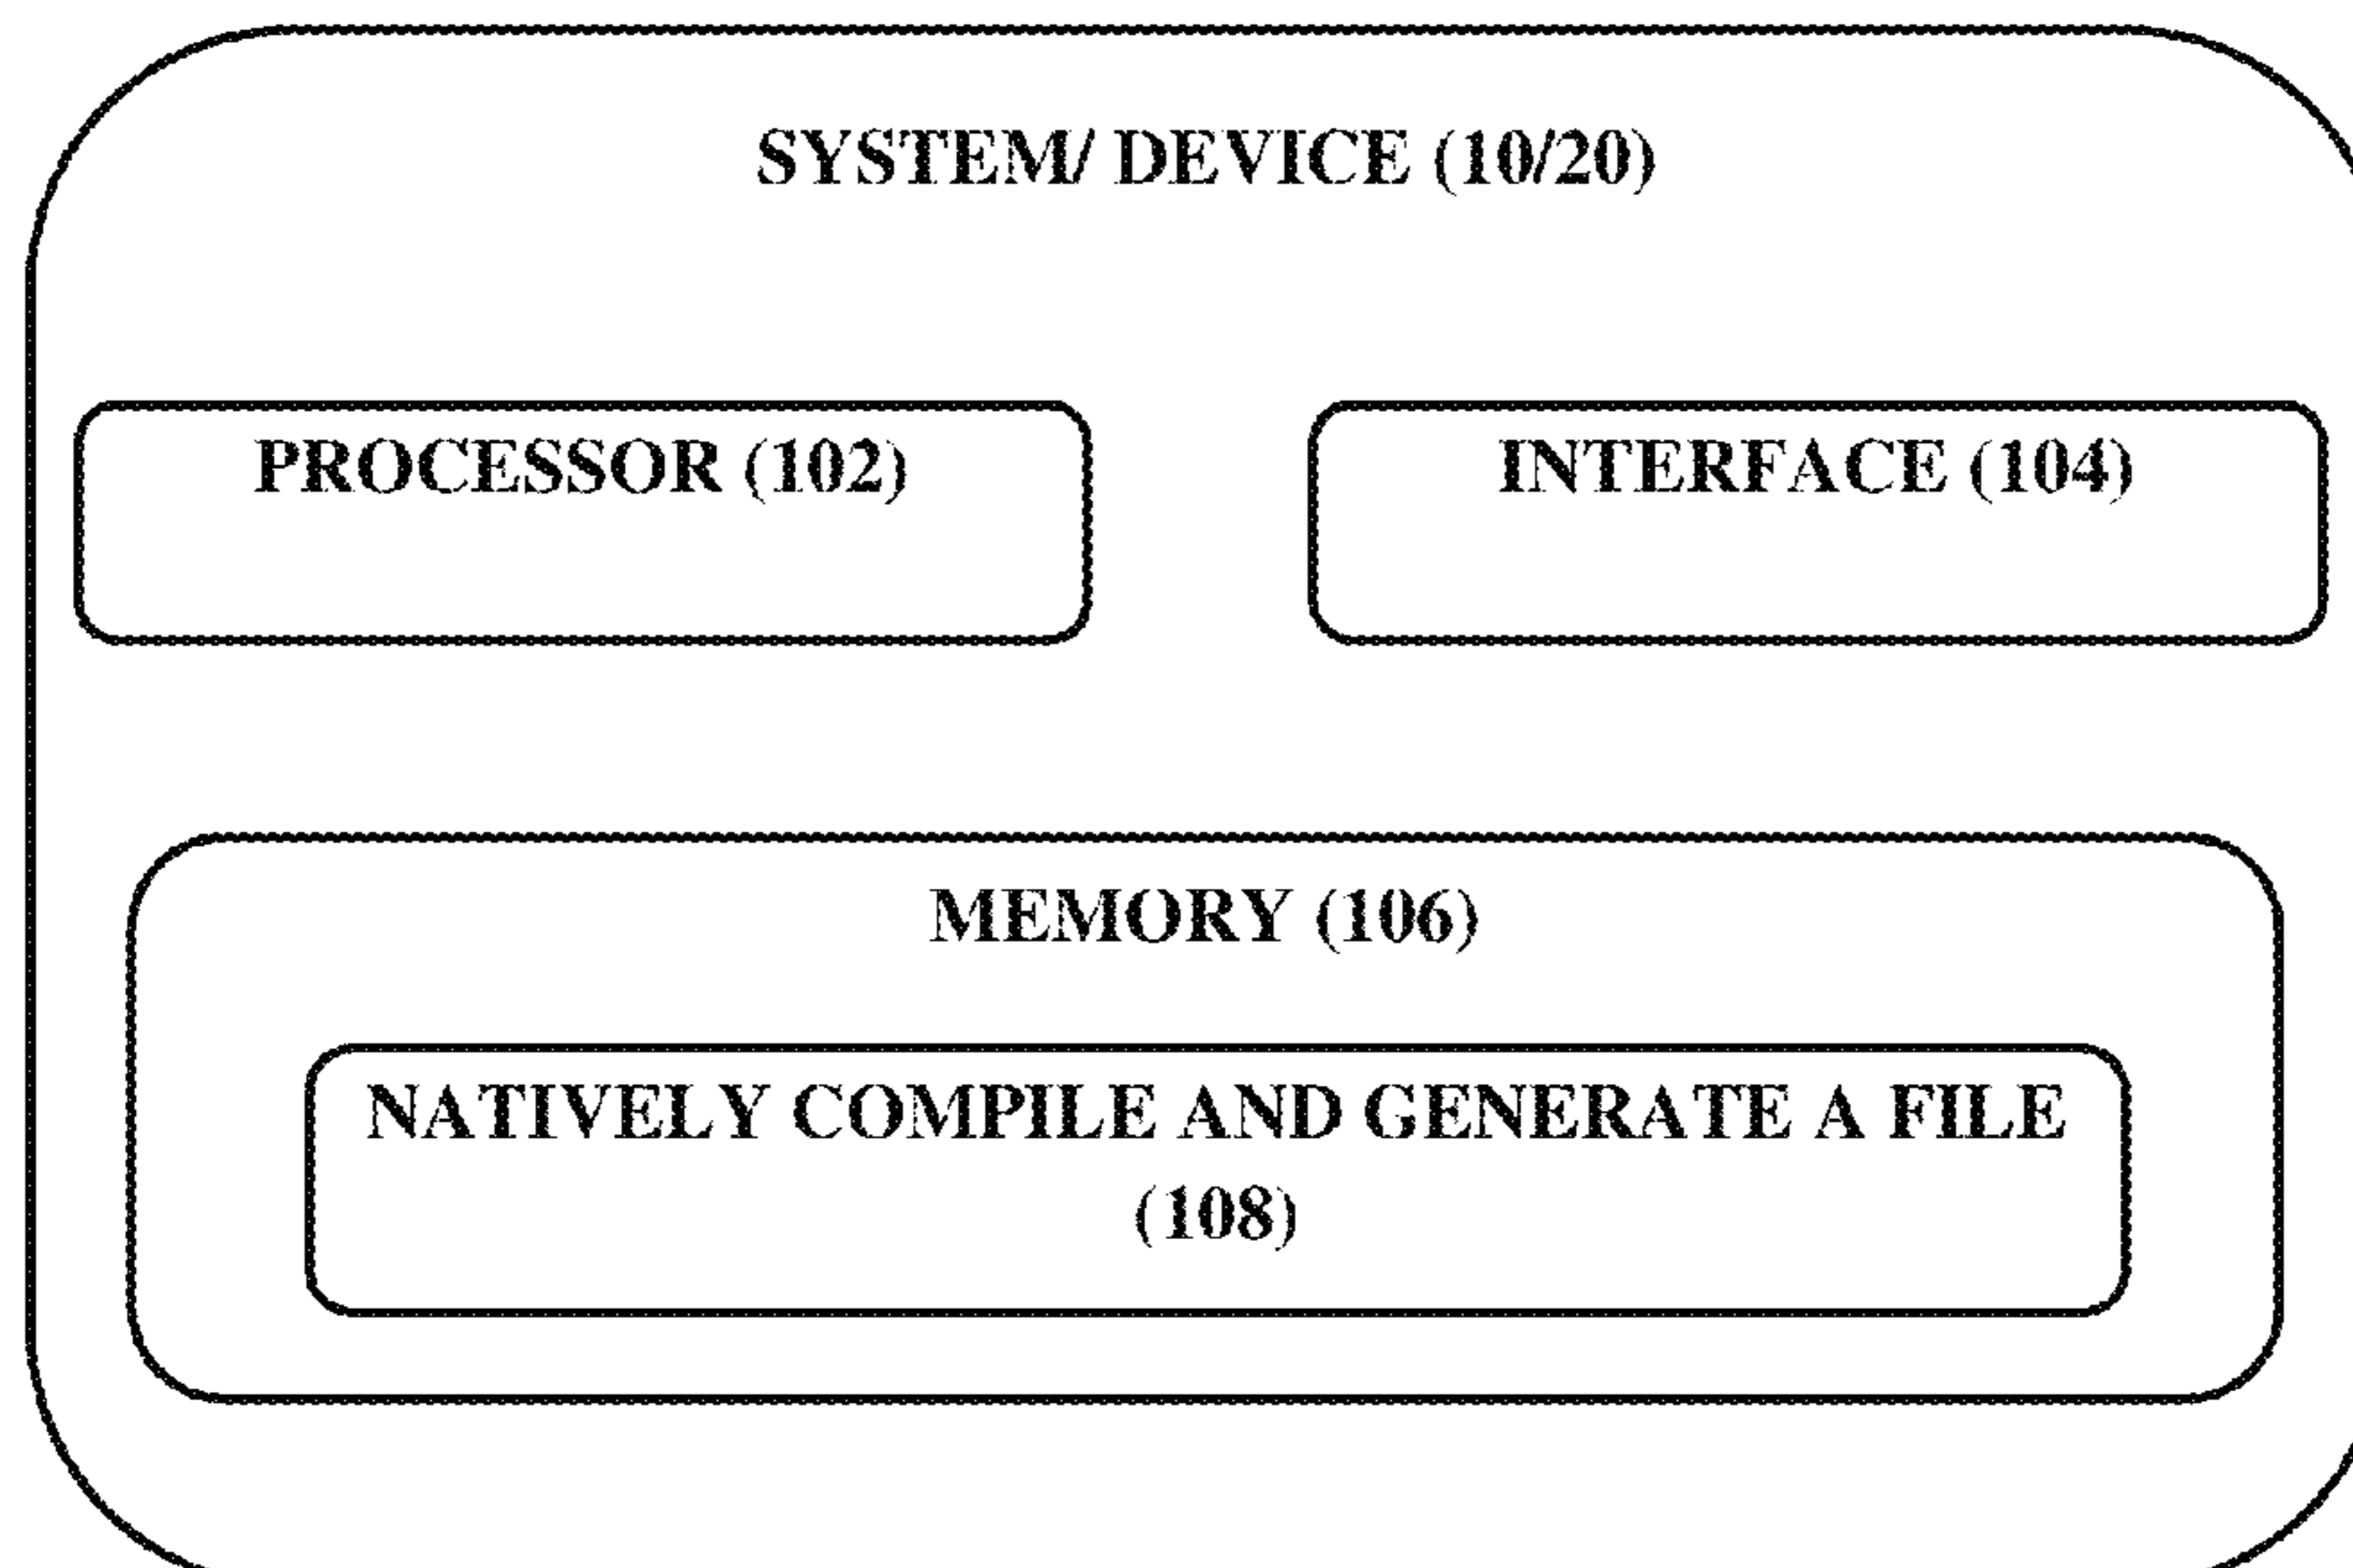 SYSTEM/ DEVICE (10/20)
PROCESSOR (102)
INTERFACE (104)
MEMORY (106)
NATIVELY COMPILE AND GENERATE A FILE
(108)